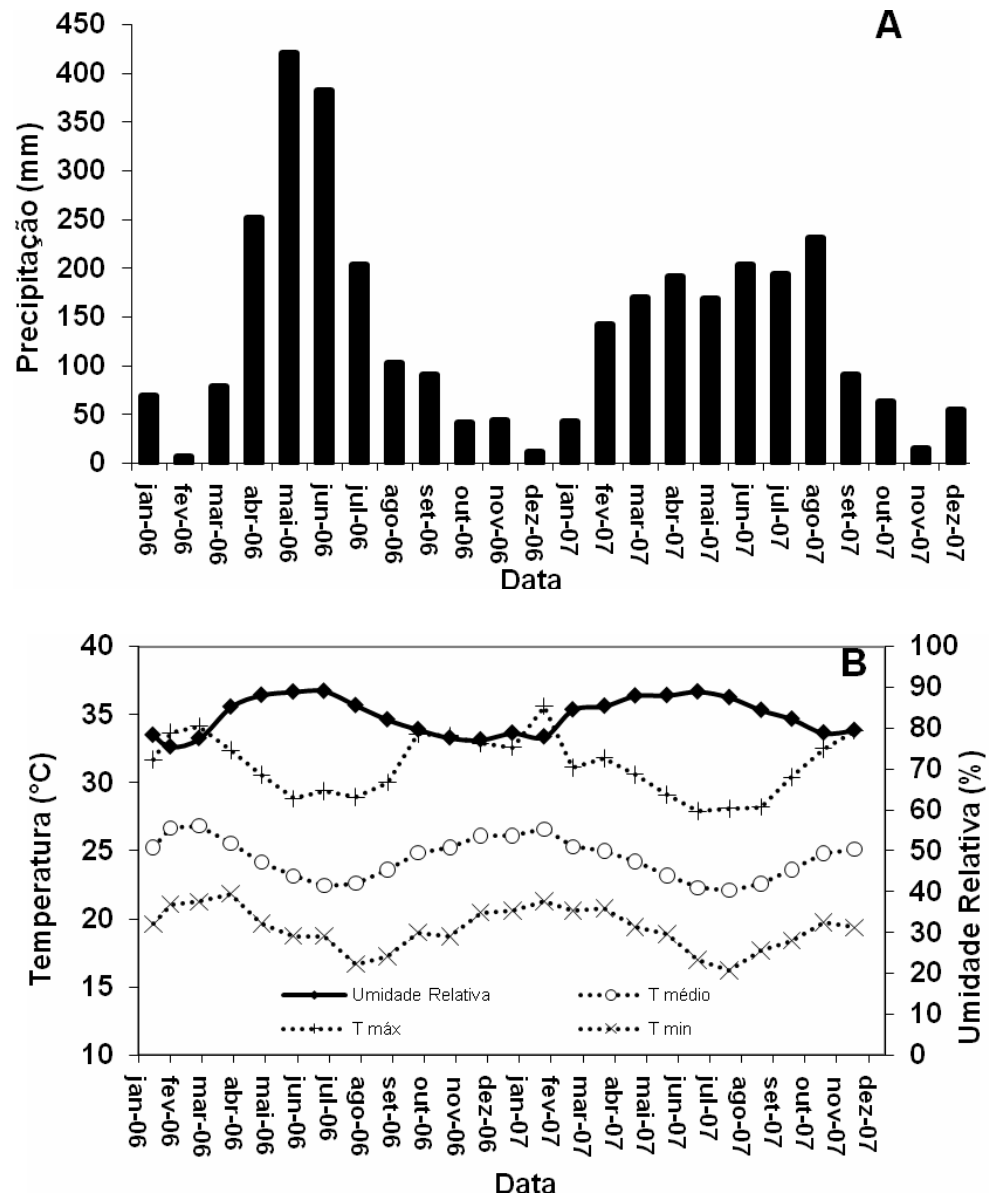 A
Precipitação (mm)
450
400
350
300
250
200
150
100
50
0
jan-06
fev-06
mar-06
abr-06
mai-06
jun-06
jul-06
ago-06
set-06
out-06
nov-06
dez-06
jan-07
fev-07
mar-07
abr-07
mai-07
jun-07
jul-07
ago-07
set-07
out-07
nov-07
dez-07
Data
B
Temperatura (°C)
40
35
30
25
20
15
10
Umidade Relativa (%)
100
90
80
70
60
50
40
30
20
10
0
Umidade Relativa
T médio
T máx
T min
jan-06
fev-06
mar-06
abr-06
mai-06
jun-06
jul-06
ago-06
set-06
out-06
nov-06
dez-06
jan-07
fev-07
mar-07
abr-07
mai-07
jun-07
jul-07
ago-07
set-07
out-07
nov-07
dez-07
Data